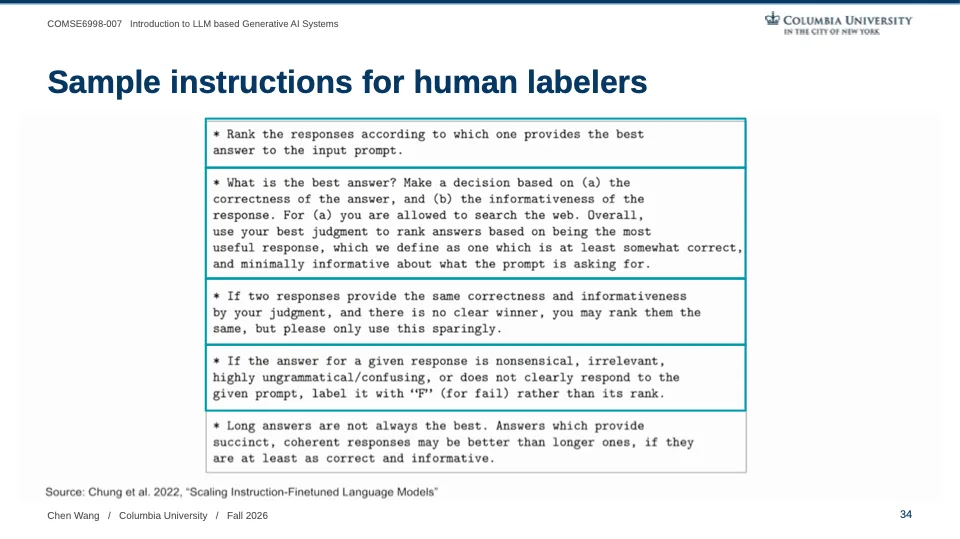 COMSE6998-007 Introduction to LLM based Generative AI Systems
COLUMBIA UNIVERSITY
IN THE CITY OF NEW YORK
Sample instructions for human labelers
* Rank the responses according to which one provides the best
answer to the input prompt.
* What is the best answer? Make a decision based on (a) the
correctness of the answer, and (b) the informativeness of the
response. For (a) you are allowed to search the web. Overall,
use your best judgment to rank answers based on being the most
useful response, which we define as one which is at least somewhat correct,
and minimally informative about what the prompt is asking for.
* If two responses provide the same correctness and informativeness
by your judgment, and there is no clear winner, you may rank them the
same, but please only use this sparingly.
* If the answer for a given response is nonsensical, irrelevant,
highly ungrammatical/confusing, or does not clearly respond to the
given prompt, label it with “F” (for fail) rather than its rank.
* Long answers are not always the best. Answers which provide
succinct, coherent responses may be better than longer ones, if they
are at least as correct and informative.
Source: Chung et al. 2022, “Scaling Instruction-Finetuned Language Models”
Chen Wang / Columbia University / Fall 2026
34